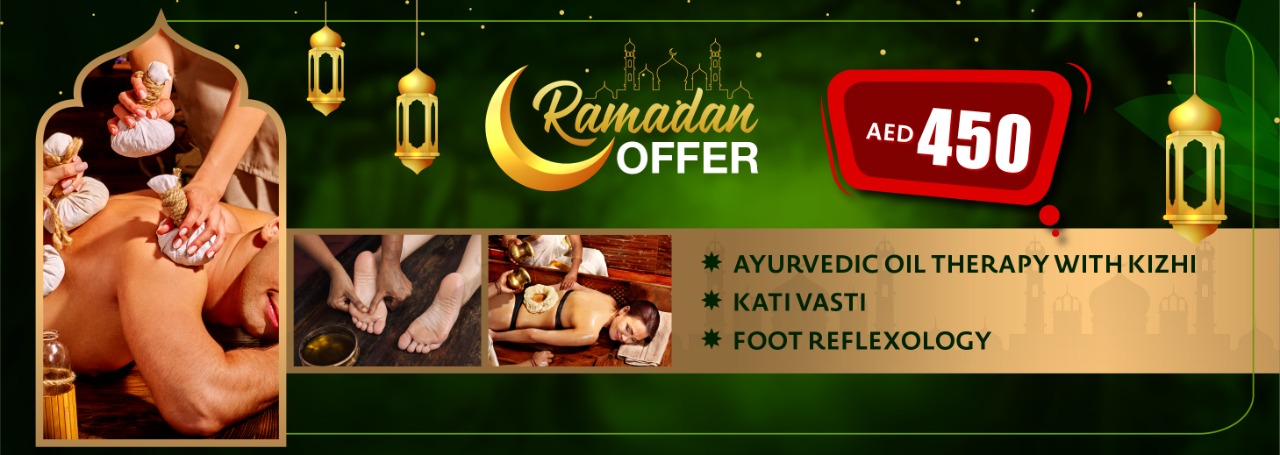 Ramadan
OFFER
AED 450
AYURVEDIC OIL THERAPY WITH KIZHI
KATI VASTI
FOOT REFLEXOLOGY